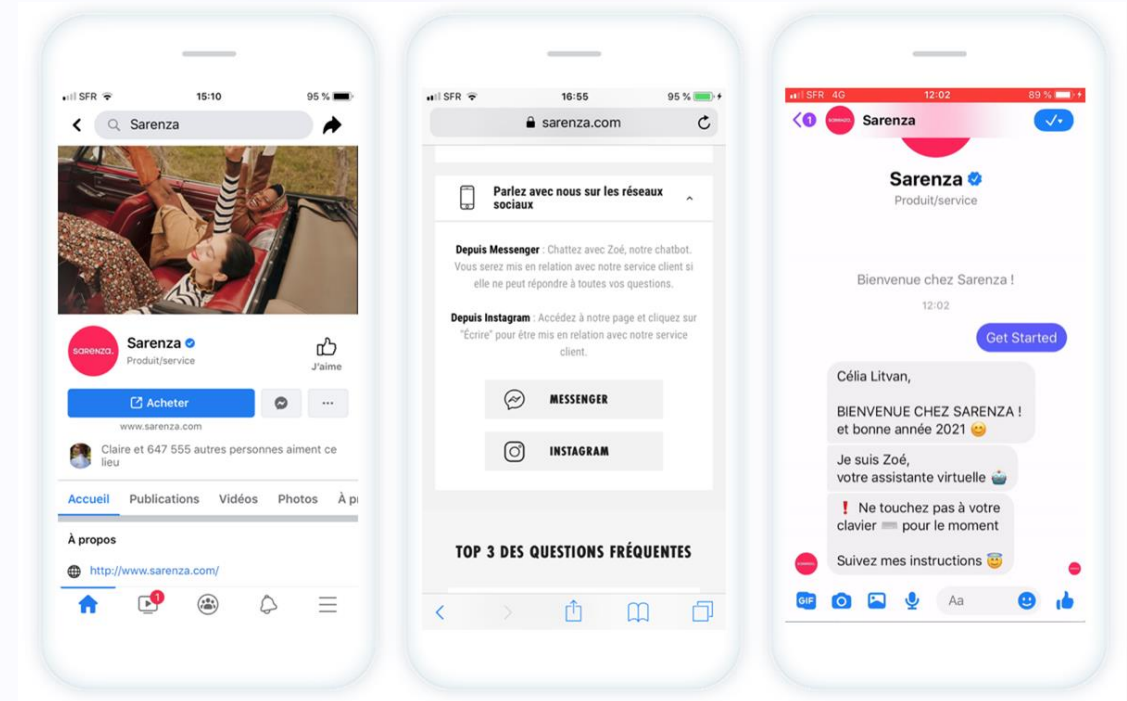 SFR
15:10
95 %
Sarenza
sarenza.
Sarenza
Produit/service
J'aime
Acheter
www.sarenza.com
Claire et 647 555 autres personnes aiment ce
lieu
Accueil Publications Vidéos Photos
À propos
http://www.sarenza.com/
1
SFR
16:55
95 %
sarenza.com
Parlez avec nous sur les réseaux
sociaux
Depuis Messenger : Chattez avec Zoé, notre chatbot.
Vous serez mis en relation avec notre service client si
elle ne peut répondre à toutes vos questions.
Depuis Instagram : Accédez à notre page et cliquez sur
"Écrire" pour être mis en relation avec notre service
client.
MESSENGER
INSTAGRAM
TOP 3 DES QUESTIONS FRÉQUENTES
SFR 4G
12:02
89 %
1
Sarenza
Sarenza
Produit/service
Bienvenue chez Sarenza !
12:02
Get Started
Célia Litvan,
BIENVENUE CHEZ SARENZA !
et bonne année 2021
Je suis Zoé,
votre assistante virtuelle
Ne touchez pas à votre
clavier pour le moment
Suivez mes instructions
GIF
Aa